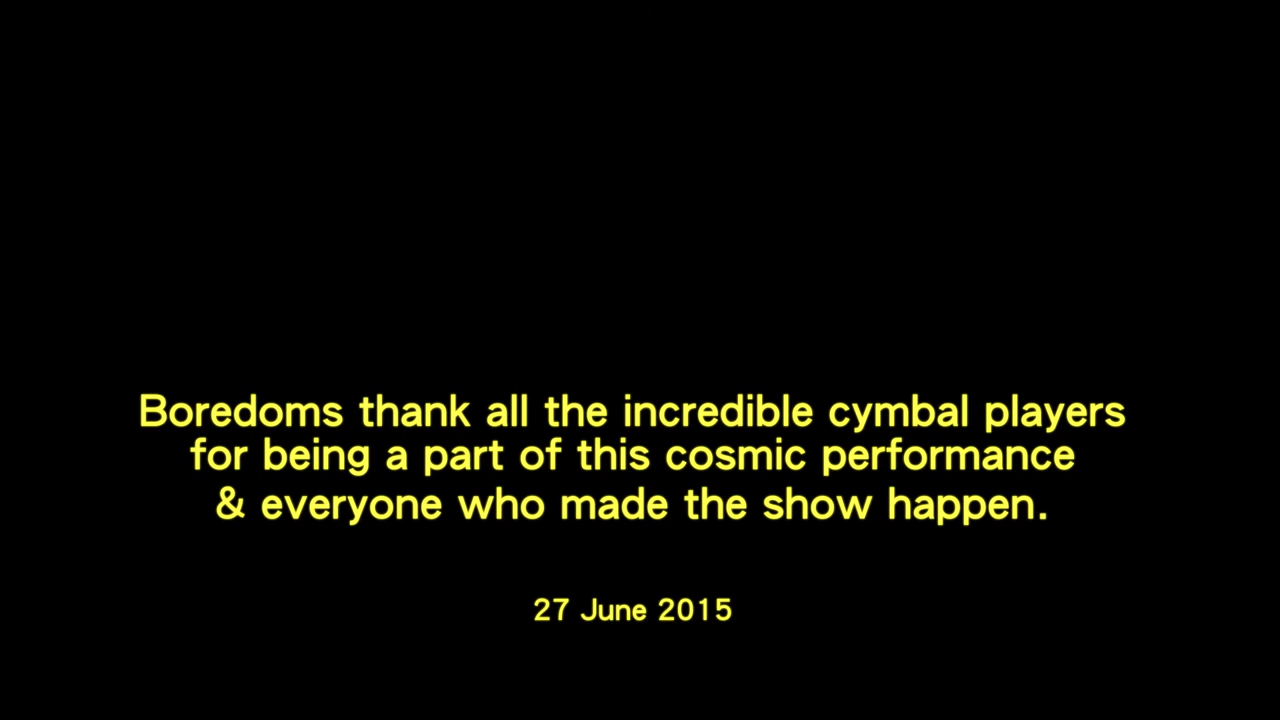 Boredoms thank all the incredible cymbal players
for being a part of this cosmic performance
& everyone who made the show happen.
27 June 2015